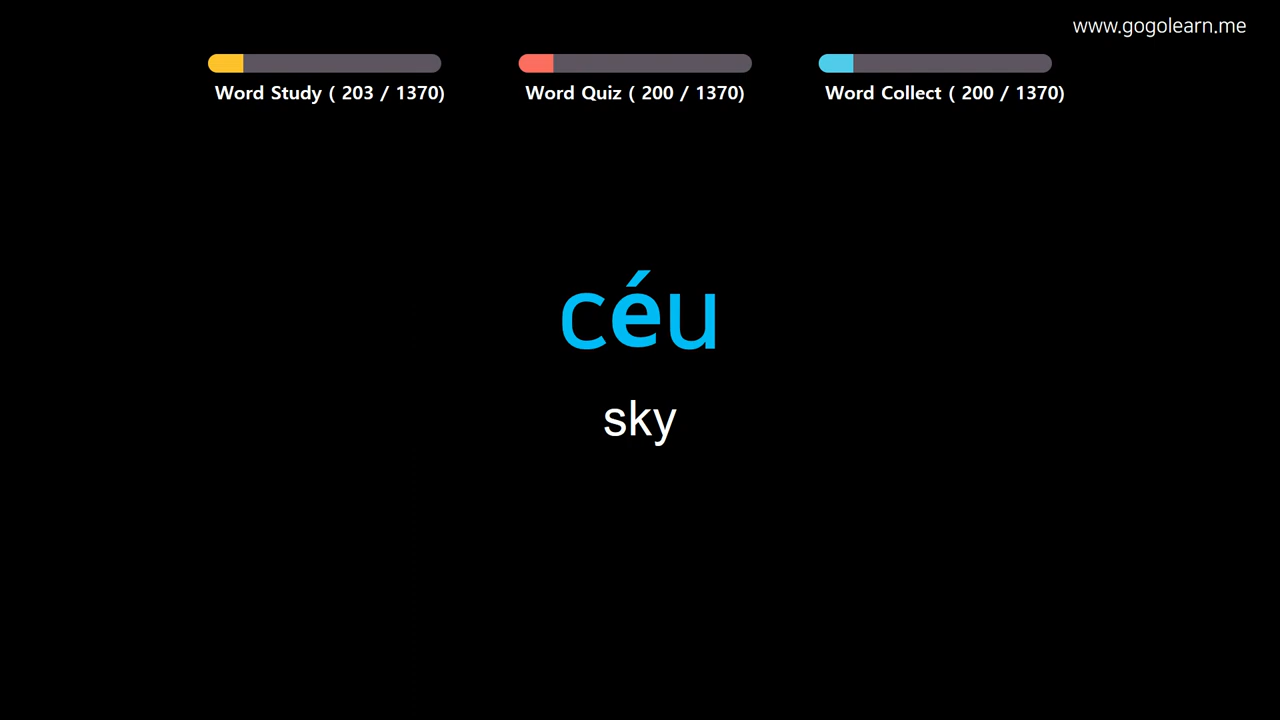 www.gogolearn.me
Word Study ( 203 / 1370)
Word Quiz ( 200 / 1370)
Word Collect ( 200 / 1370)
céu
sky